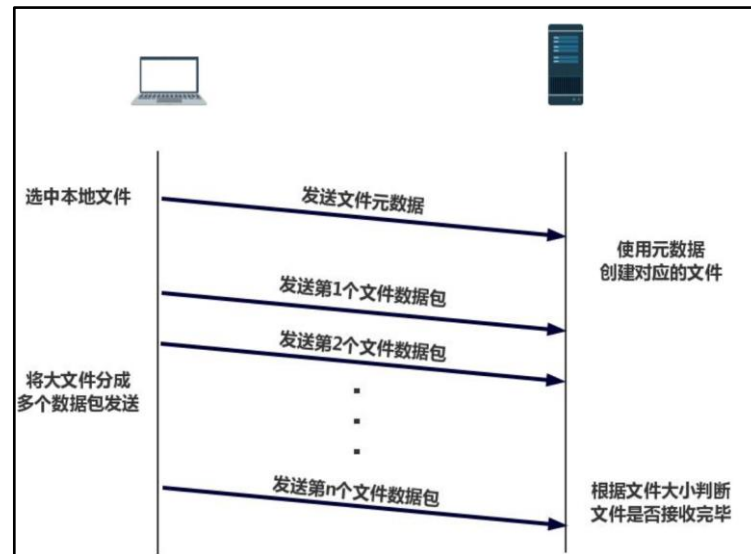 选中本地文件
发送文件元数据
使用元数据
创建对应的文件
发送第1个文件数据包
发送第2个文件数据包
将大文件分成
多个数据包发送
发送第n个文件数据包
根据文件大小判断
文件是否接收完毕